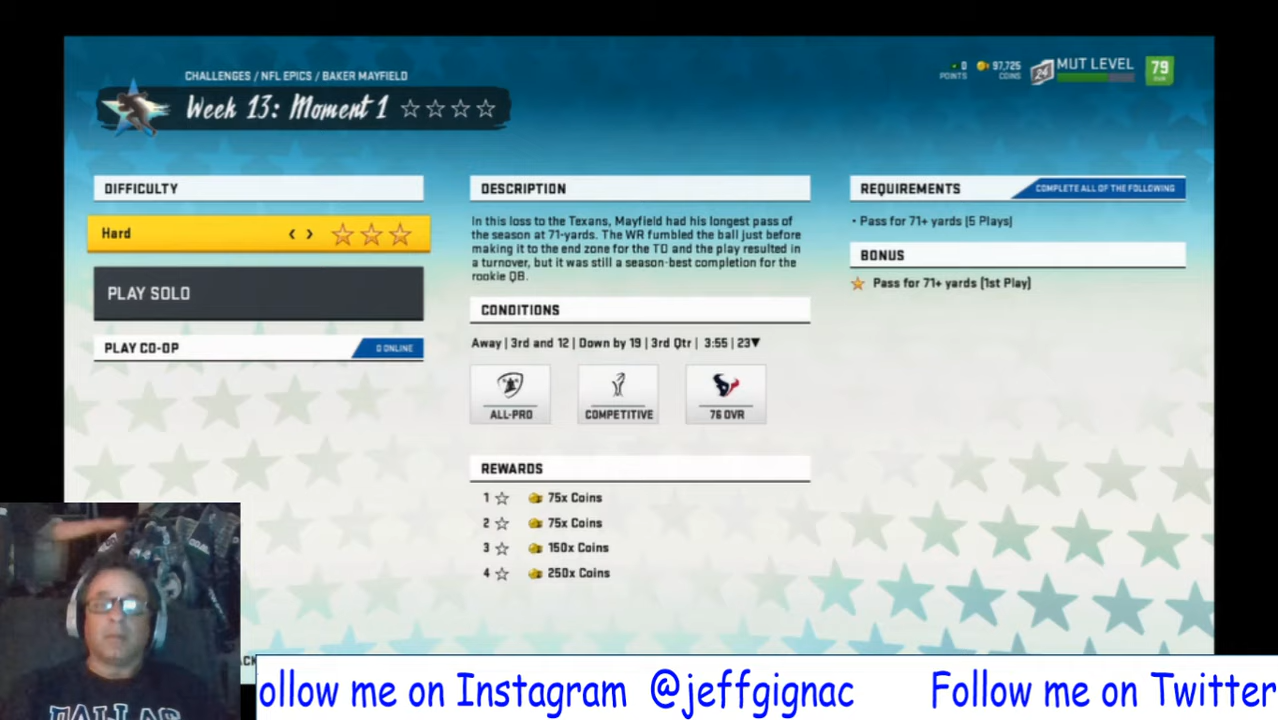 CHALLENGES / NFL EPICS / BAKER MAYFIELD
Week 13: Moment 1
0 POINTS
97,725 COINS
24
MUT LEVEL
79
OVR
DIFFICULTY
Hard
PLAY SOLO
PLAY CO-OP
0 ONLINE
DESCRIPTION
In this loss to the Texans, Mayfield had his longest pass of
the season at 71-yards. The WR fumbled the ball just before
making it to the end zone for the TD and the play resulted in
a turnover, but it was still a season-best completion for the
rookie QB.
CONDITIONS
Away | 3rd and 12 | Down by 19 | 3rd Qtr | 3:55 | 23▼
ALL-PRO
COMPETITIVE
76 OVR
REWARDS
1 ☆ 75x Coins
2 ☆ 75x Coins
3 ☆ 150x Coins
4 ☆ 250x Coins
REQUIREMENTS
COMPLETE ALL OF THE FOLLOWING
• Pass for 71+ yards (5 Plays)
BONUS
Pass for 71+ yards (1st Play)
DALLAS
ollow me on Instagram @jeffgignac Follow me on Twitter